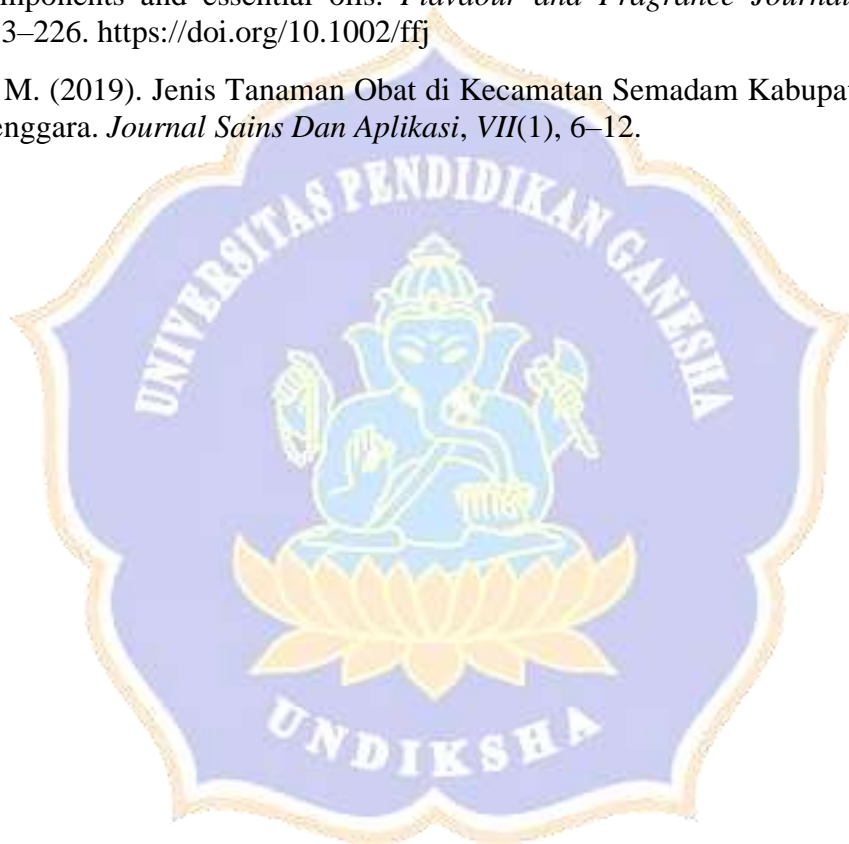 mponents and essential oils. Flavour and Fragrance Journal
3–226. https://doi.org/10.1002/ffj
M. (2019). Jenis Tanaman Obat di Kecamatan Semadam Kabupat
enggara. Journal Sains Dan Aplikasi, VII(1), 6–12.
UNIVERSITAS PENDIDIKAN GANESHA
UNDIKSHA